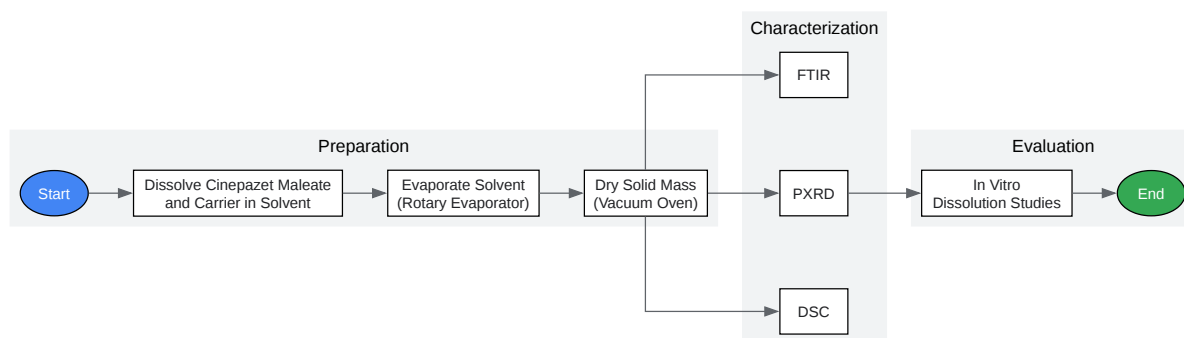 Characterization
FTIR
Preparation
Evaluation
Start
Dissolve Cinepazet Maleate
and Carrier in Solvent
Evaporate Solvent
(Rotary Evaporator)
Dry Solid Mass
(Vacuum Oven)
PXRD
In Vitro
Dissolution Studies
End
DSC